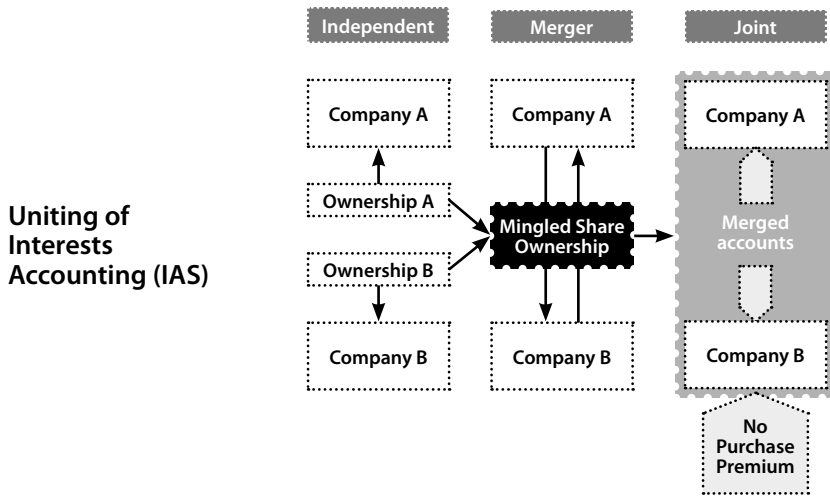 Independent
Merger
Joint
Company A
Company A
Company A
Ownership A
Uniting of
Interests
Accounting (IAS)
Mingled Share
Ownership
Merged
accounts
Ownership B
Company B
Company B
Company B
No
Purchase
Premium